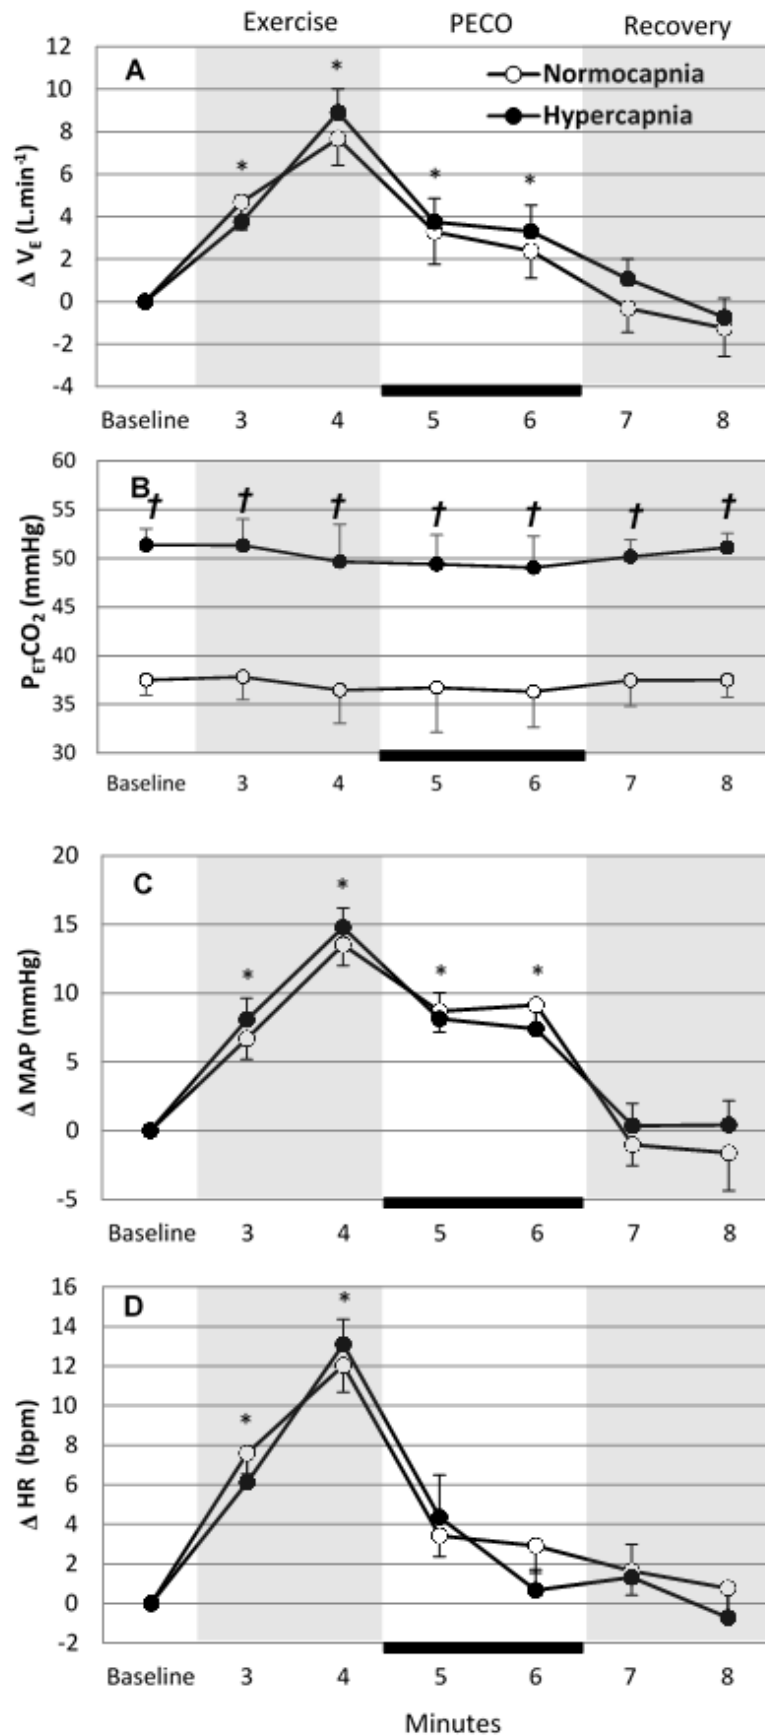 Exercise PECO Recovery
12
10
8
6
4
2
0
-2
-4
Δ VE (L.min-1)
A
* * * *
Normocapnia
Hypercapnia
Baseline 3 4 5 6 7 8
60
55
50
45
40
35
30
PETCO2 (mmHg)
B
† † † † † † †
Baseline 3 4 5 6 7 8
20
15
10
5
0
-5
Δ MAP (mmHg)
C
* * * *
Baseline 3 4 5 6 7 8
16
14
12
10
8
6
4
2
0
-2
Δ HR (bpm)
D
* *
Baseline 3 4 5 6 7 8
Minutes